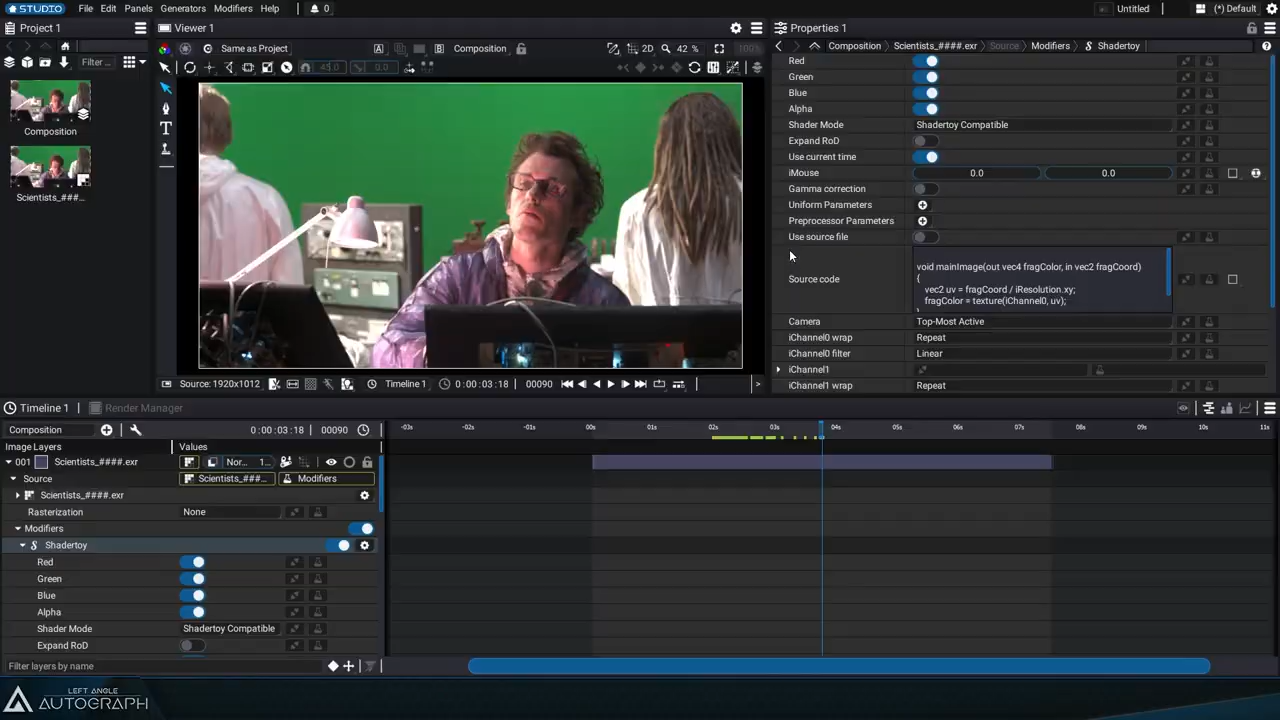 STUDIO File Edit Panels Generators Modifiers Help 0 Untitled (*) Default
Project 1
Filter ...
Composition
Scientists_###...
Viewer 1
Same as Project A B Composition 2D 42 % 100%
45.0 0.0
Source: 1920x1012 Timeline 1 0:00:03:18 00090
Properties 1
Composition Scientists_####.exr Source Modifiers Shadertoy
Red
Green
Blue
Alpha
Shader Mode Shadertoy Compatible
Expand RoD
Use current time
iMouse 0.0 0.0
Gamma correction
Uniform Parameters
Preprocessor Parameters
Use source file
Source code
void mainImage(out vec4 fragColor, in vec2 fragCoord)
{
vec2 uv = fragCoord / iResolution.xy;
fragColor = texture(iChannel0, uv);
Camera Top-Most Active
iChannel0 wrap Repeat
iChannel0 filter Linear
iChannel1
iChannel1 wrap Repeat
Timeline 1 Render Manager
Composition 0:00:03:18 00090
-03s -02s -01s 00s 01s 02s 03s 04s 05s 06s 07s 08s 09s 10s 11s
Image Layers Values
001 Scientists_####.exr Nor... 1...
Source Scientists_###... Modifiers
Scientists_####.exr
Rasterization None
Modifiers
Shadertoy
Red
Green
Blue
Alpha
Shader Mode Shadertoy Compatible
Expand RoD
Filter layers by name
LEFT ANGLE
AUTOGRAPH